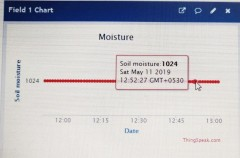 Field 1 Chart
Moisture
Soil moisture:1024
Sat May 11 2019
12:52:27 GMT+0530
Soil moisture
1024
12:00
12:15
12:30
12:45
13:00
Date
ThingSpeak.com